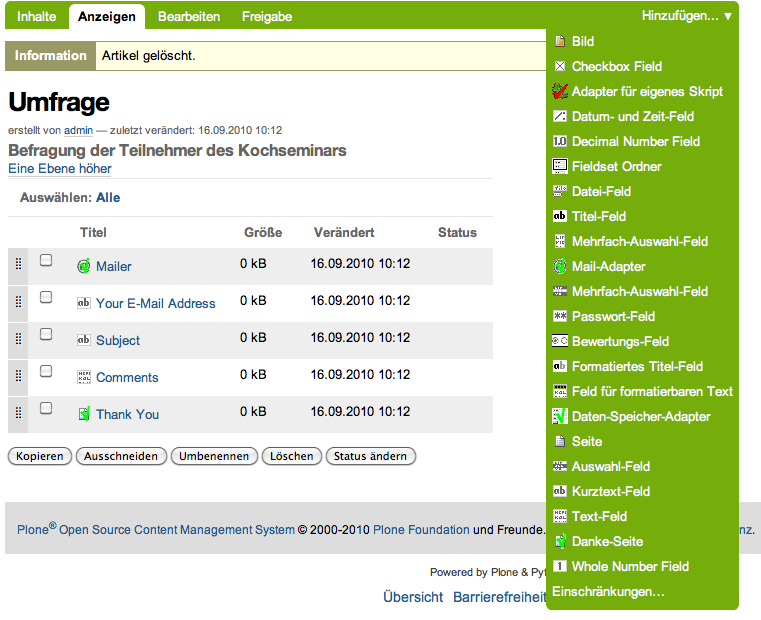 Inhalte Anzeigen Bearbeiten Freigabe Hinzufügen... ▼
Information Artikel gelöscht.
Umfrage
erstellt von admin — zuletzt verändert: 16.09.2010 10:12
Befragung der Teilnehmer des Kochseminars
Eine Ebene höher
Auswählen: Alle
Titel Größe Verändert Status
Mailer 0 kB 16.09.2010 10:12
Your E-Mail Address 0 kB 16.09.2010 10:12
Subject 0 kB 16.09.2010 10:12
Comments 0 kB 16.09.2010 10:12
Thank You 0 kB 16.09.2010 10:12
Kopieren Ausschneiden Umbenennen Löschen Status ändern
Bild
Checkbox Field
Adapter für eigenes Skript
Datum- und Zeit-Feld
Decimal Number Field
Fieldset Ordner
Datei-Feld
Titel-Feld
Mehrfach-Auswahl-Feld
Mail-Adapter
Mehrfach-Auswahl-Feld
Passwort-Feld
Bewertungs-Feld
Formatiertes Titel-Feld
Feld für formatierbaren Text
Daten-Speicher-Adapter
Seite
Auswahl-Feld
Kurztext-Feld
Text-Feld
Danke-Seite
Whole Number Field
Einschränkungen...
Plone® Open Source Content Management System © 2000-2010 Plone Foundation und Freunde. nz.
Powered by Plone & Pyt
Übersicht Barrierefreiheit